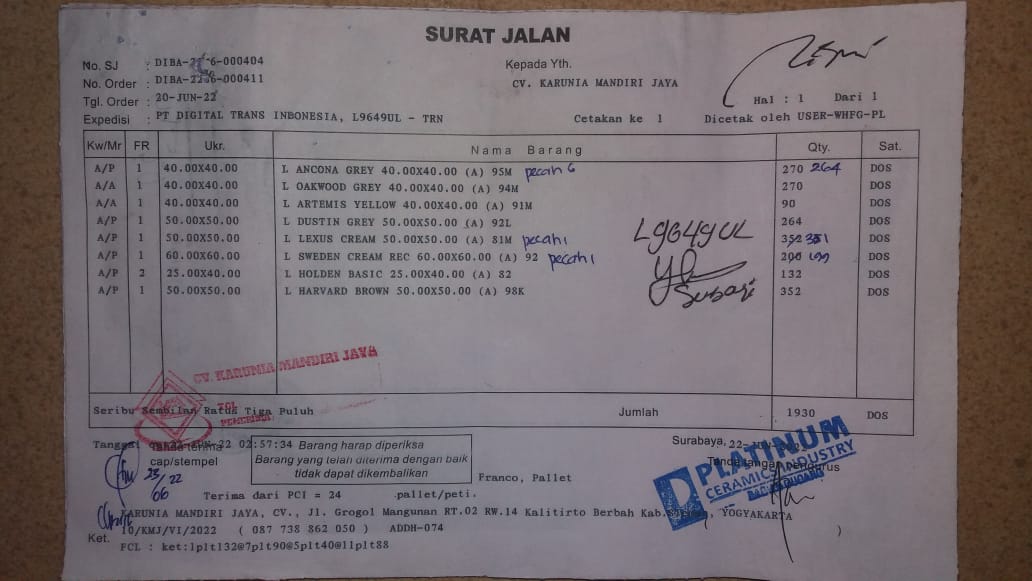 SURAT JALAN
No. SJ : DIBA-22 6-000404
No. Order : DIBA-22 6-000411
Tgl. Order : 20-JUN-22
Expedisi : PT DIGITAL TRANS INDONESIA, L9649UL - TRN
Kepada Yth.
CV. KARUNIA MANDIRI JAYA
Hal : 1 Dari 1
Cetakan ke 1 Dicetak oleh USER-WHFG-PL
Kw/Mr FR Ukr. Nama Barang Qty. Sat.
A/P 1 40.00X40.00 L ANCONA GREY 40.00X40.00 (A) 95M pecah 6 270 264 DOS
A/A 1 40.00X40.00 L OAKWOOD GREY 40.00X40.00 (A) 94M 270 DOS
A/A 1 40.00X40.00 L ARTEMIS YELLOW 40.00X40.00 (A) 91M 90 DOS
A/P 1 50.00X50.00 L DUSTIN GREY 50.00X50.00 (A) 92L 264 DOS
A/P 1 50.00X50.00 L LEXUS CREAM 50.00X50.00 (A) 81M pecah 1 352 351 DOS
A/P 1 60.00X60.00 L SWEDEN CREAM REC 60.00X60.00 (A) 92 pecah 1 200 199 DOS
A/P 2 25.00X40.00 L HOLDEN BASIC 25.00X40.00 (A) 82 132 DOS
A/P 1 50.00X50.00 L HARVARD BROWN 50.00X50.00 (A) 98K 352 DOS
L9649UL
CV. KARUNIA MANDIRI JAYA
TGL
PENERIMA
Seribu Sembilan Ratus Tiga Puluh Jumlah 1930 DOS
Tanggal 22-JUN-22 02:57:34
Tanda terima
cap/stempel
23/22
06
Barang harap diperiksa
Barang yang telah diterima dengan baik
tidak dapat dikembalikan
Franco, Pallet
Surabaya, 22-JUN-
Tanda tangan pengurus
PLATINUM
CERAMICS INDUSTRY
Terima dari PCI = 24 .pallet/peti.
KARUNIA MANDIRI JAYA, CV., Jl. Grogol Mangunan RT.02 RW.14 Kalitirto Berbah Kab. YOGYAKARTA
10/KMJ/VI/2022 ( 087 738 862 050 ) ADDH-074 ( )
Ket.
FCL : ket:1plt132@7plt90@5plt40@11plt88